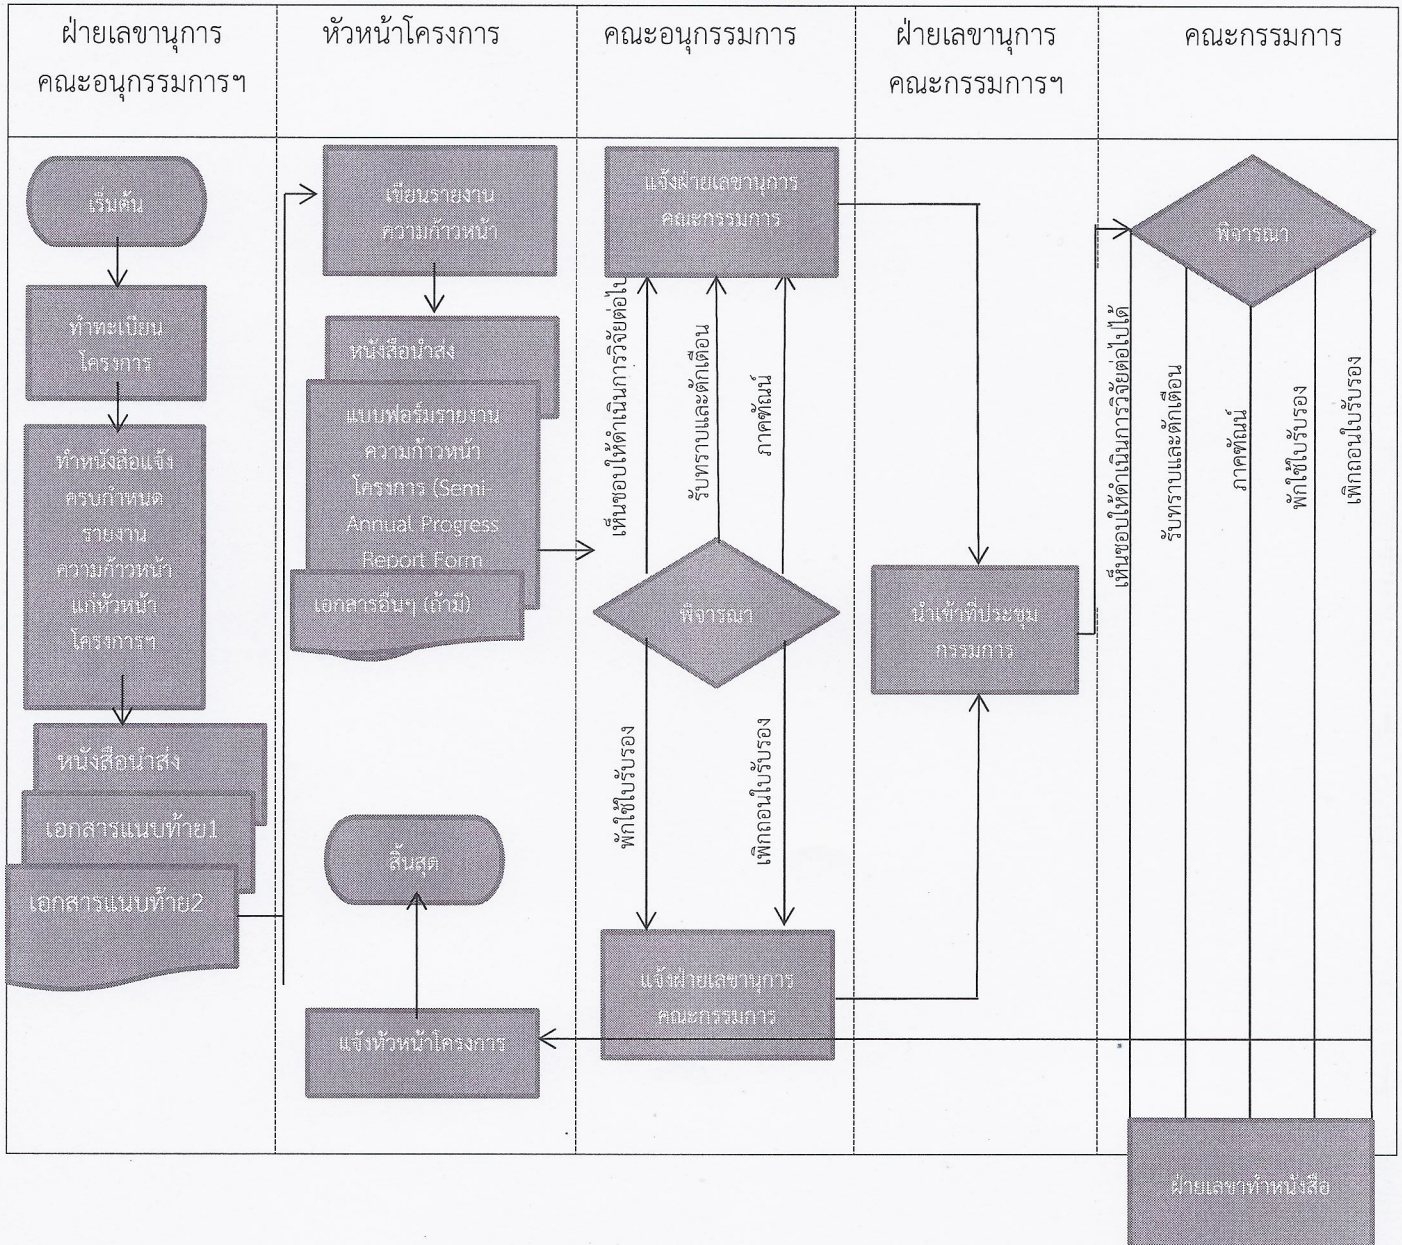 ฝ่ายเลขานุการ
คณะอนุกรรมการฯ
หัวหน้าโครงการ
คณะอนุกรรมการ
ฝ่ายเลขานุการ
คณะกรรมการฯ
คณะกรรมการ
เริ่มต้น
ทำทะเบียน
โครงการ
ทำหนังสือแจ้ง
ครบกำหนด
รายงาน
ความก้าวหน้า
แก่หัวหน้า
โครงการฯ
หนังสือนำส่ง
เอกสารแนบท้าย1
เอกสารแนบท้าย2
เขียนรายงาน
ความก้าวหน้า
หนังสือนำส่ง
แบบฟอร์มรายงาน
ความก้าวหน้า
โครงการ (Semi-
Annual Progress
Report Form
เอกสารอื่นๆ (ถ้ามี)
สิ้นสุด
แจ้งหัวหน้าโครงการ
แจ้งฝ่ายเลขานุการ
คณะกรรมการ
เห็นชอบให้ดำเนินการวิจัยต่อไป
รับทราบและตักเตือน
ภาคทัณฑ์
พิจารณา
พักใช้ใบรับรอง
เพิกถอนใบรับรอง
แจ้งฝ่ายเลขานุการ
คณะกรรมการ
นำเข้าที่ประชุม
กรรมการ
พิจารณา
เห็นชอบให้ดำเนินการวิจัยต่อไปได้
รับทราบและตักเตือน
ภาคทัณฑ์
พักใช้ใบรับรอง
เพิกถอนใบรับรอง
ฝ่ายเลขาทำหนังสือ